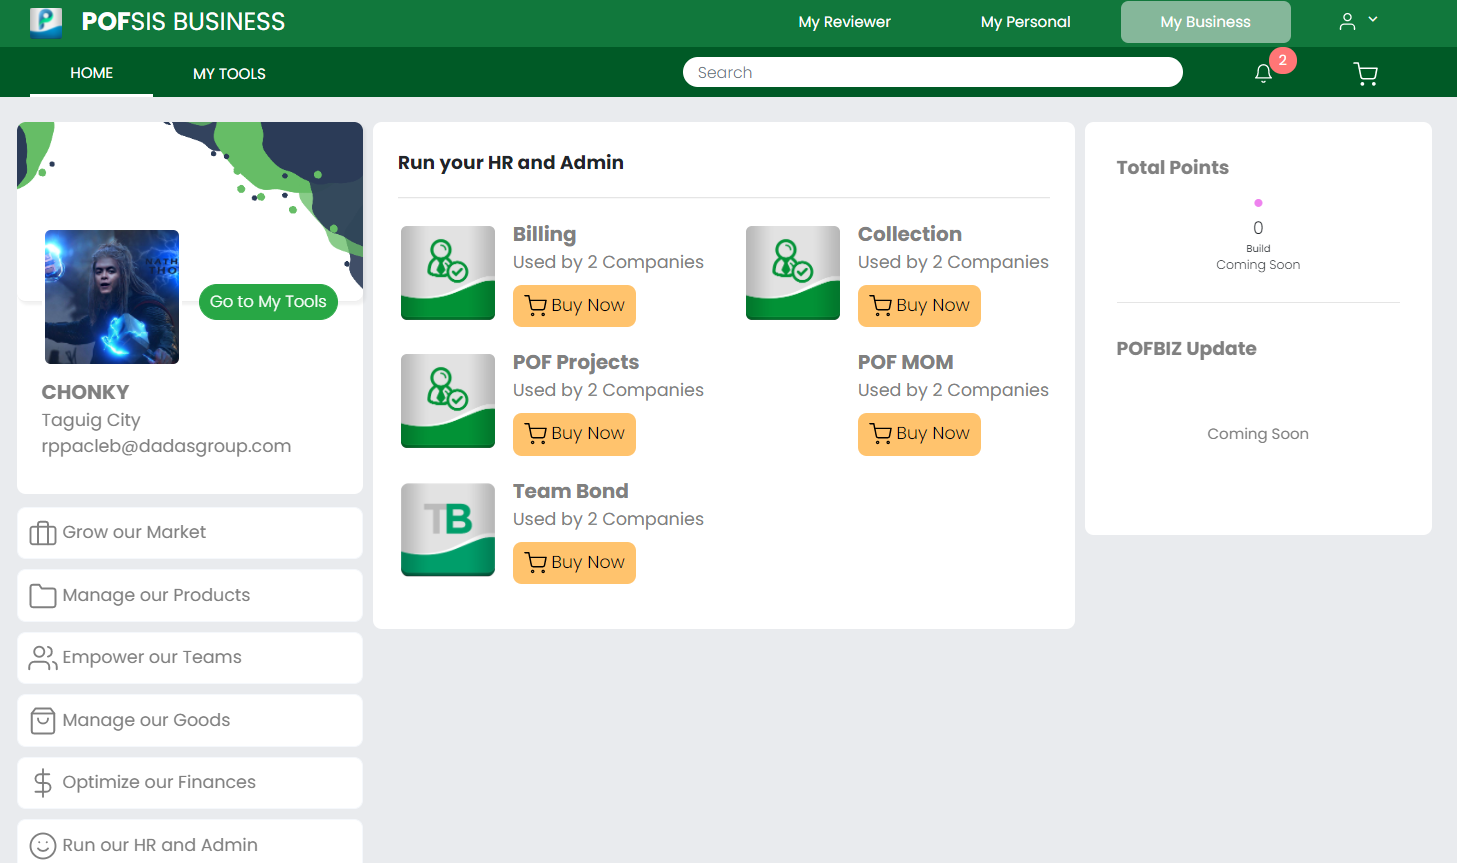 POFSIS BUSINESS
My Reviewer
My Personal
My Business
HOME
MY TOOLS
Search
2
Go to My Tools
CHONKY
Taguig City
rppacleb@dadasgroup.com
Grow our Market
Manage our Products
Empower our Teams
Manage our Goods
Optimize our Finances
Run our HR and Admin
Run your HR and Admin
Billing
Used by 2 Companies
Buy Now
Collection
Used by 2 Companies
Buy Now
POF Projects
Used by 2 Companies
Buy Now
POF MOM
Used by 2 Companies
Buy Now
TB
Team Bond
Used by 2 Companies
Buy Now
Total Points
0
Build
Coming Soon
POFBIZ Update
Coming Soon